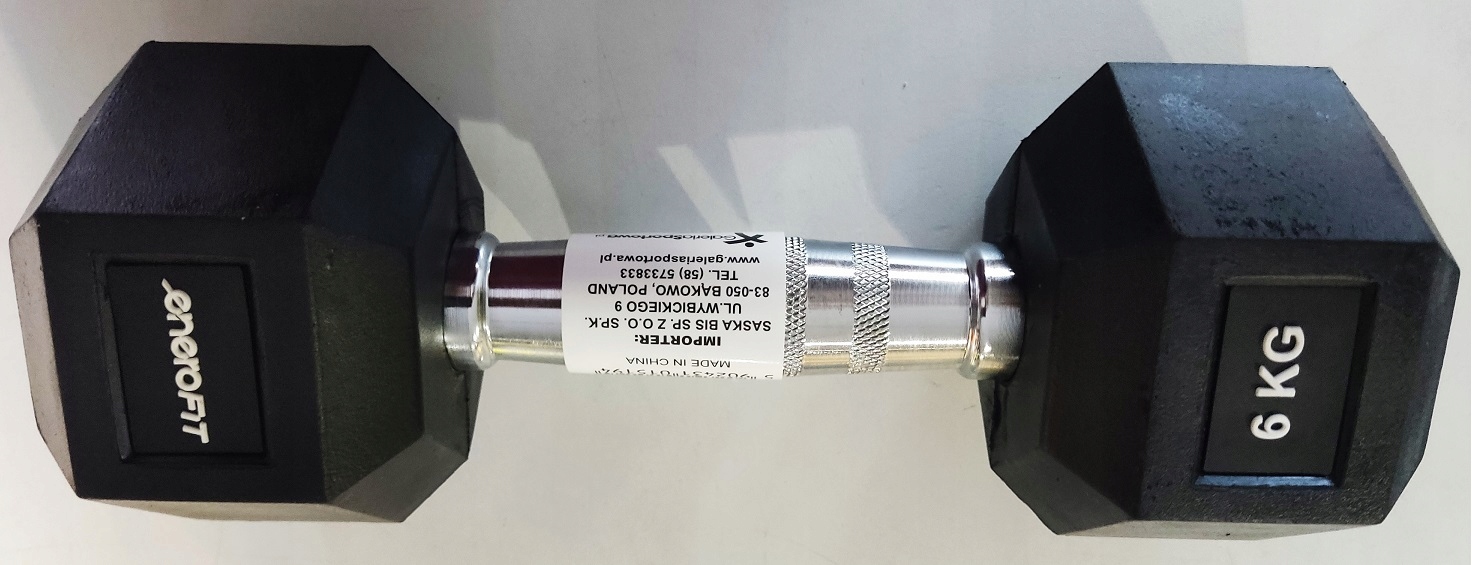 eneroFiT
MADE IN CHINA
IMPORTER:
SASKA BIS SP. Z O.O. SP.K.
UL.WYBICKIEGO 9
83-050 BĄKOWO, POLAND
TEL. (58) 5733833
www.galeriasportowa.pl
GaleriaSportowa.pl
6 KG